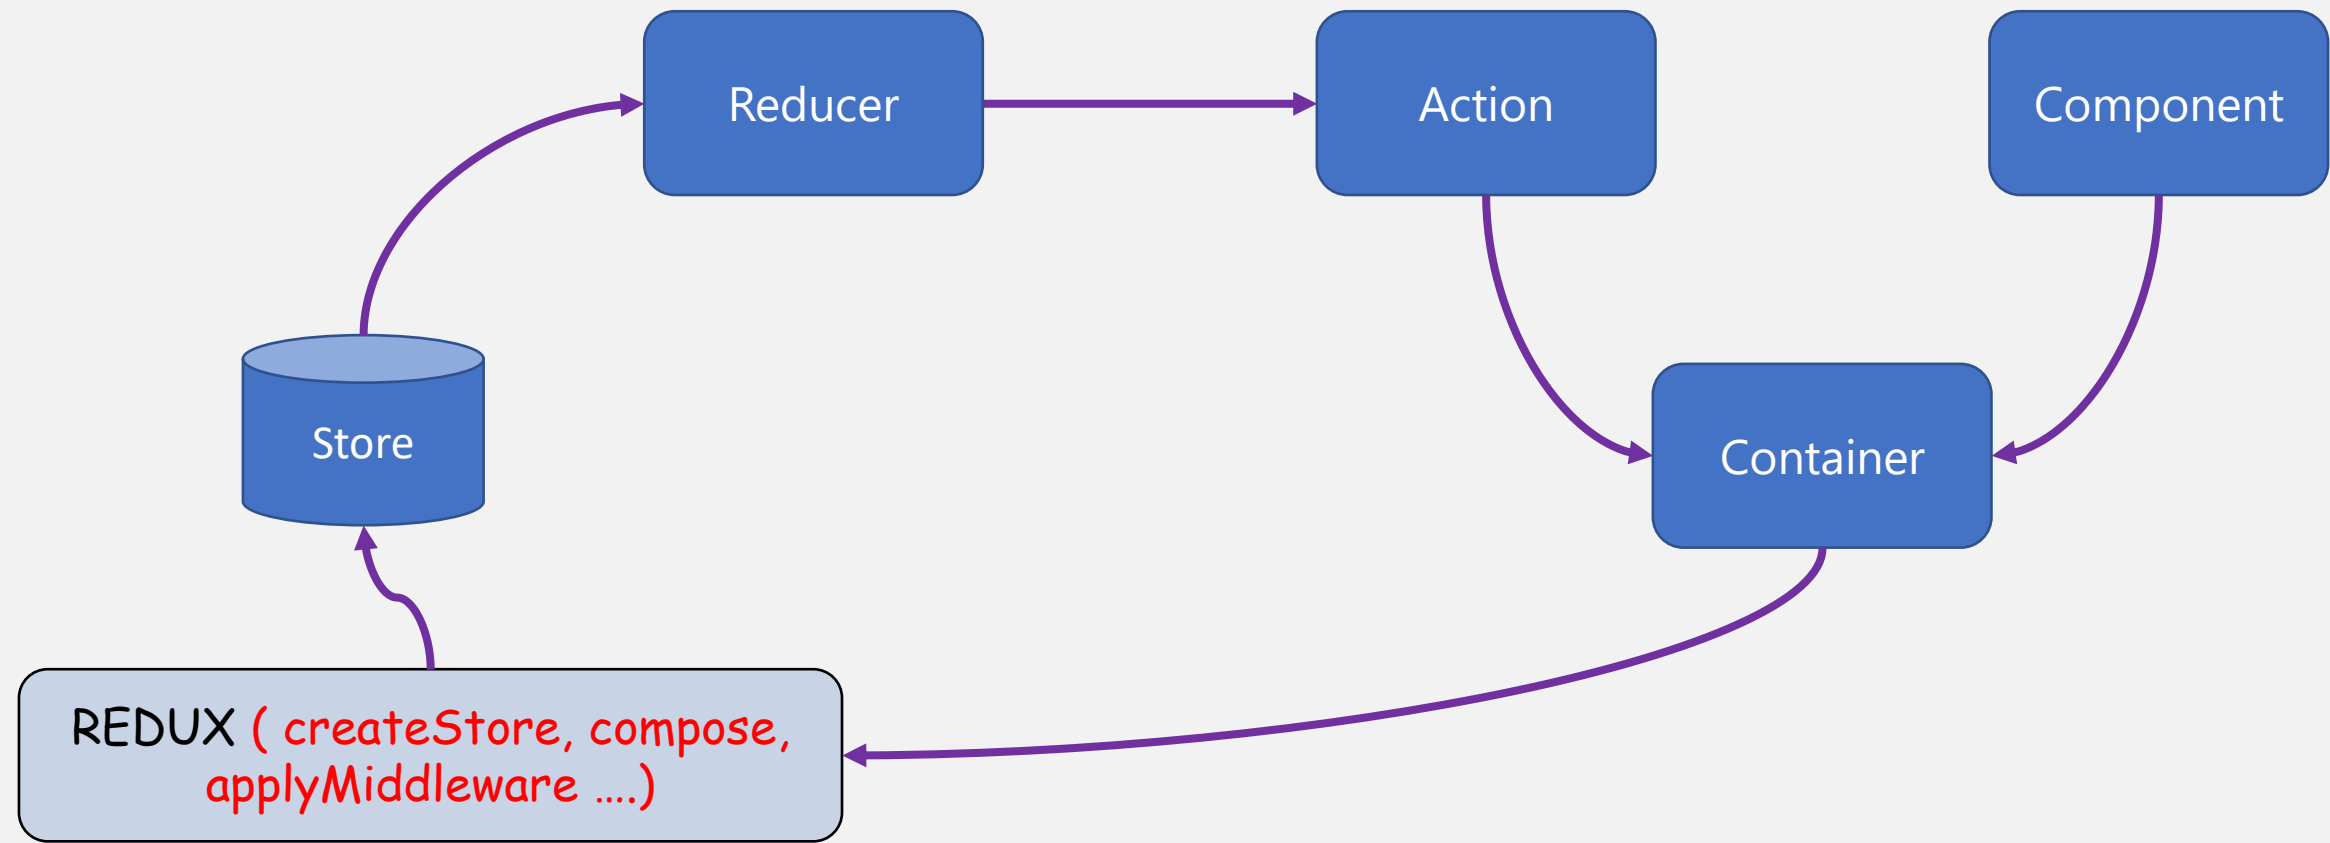 Reducer
Action
Component
Store
Container
REDUX ( createStore, compose,
applyMiddleware ....)